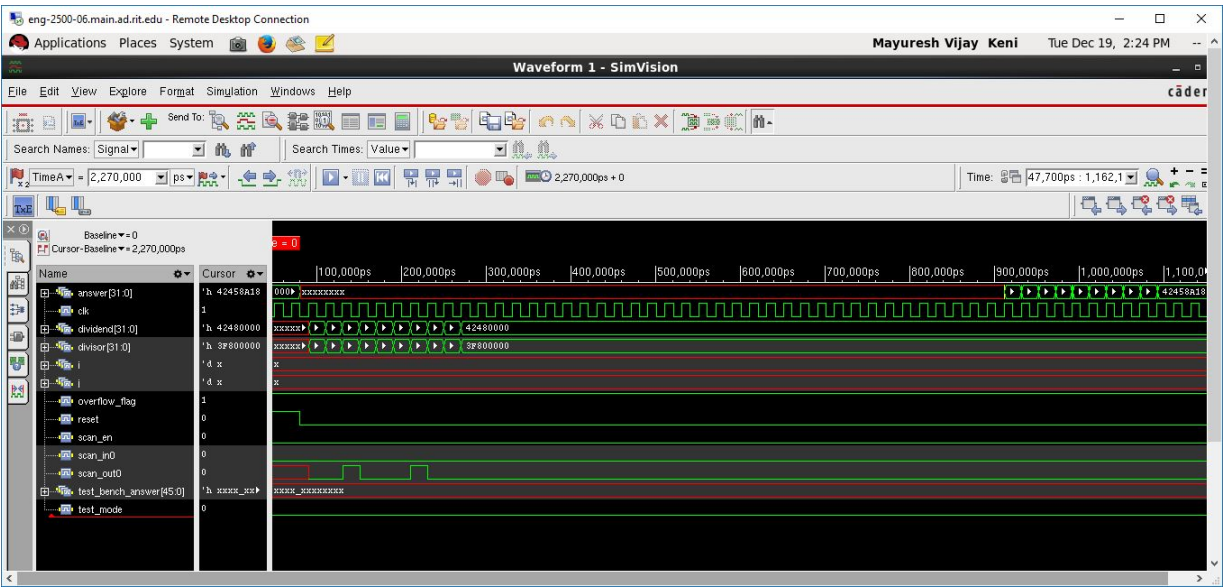 eng-2500-06.main.ad.rit.edu - Remote Desktop Connection
Applications Places System Mayuresh Vijay Keni Tue Dec 19, 2:24 PM --
Waveform 1 - SimVision
File Edit View Explore Format Simulation Windows Help cāder
Send To:
Search Names: Signal Search Times: Value
TimeA = 2,270,000 ps 2,270,000ps + 0 Time: 47,700ps : 1,162,1
TxE
Baseline = 0
Cursor-Baseline = 2,270,000ps
e = 0
Name Cursor 100,000ps 200,000ps 300,000ps 400,000ps 500,000ps 600,000ps 700,000ps 800,000ps 900,000ps 1,000,000ps 1,100,0
answer[31:0] 'h 42458A18 000 xxxxxxxx 42458A18
clk 1
dividend[31:0] 'h 42480000 xxxxx 42480000
divisor[31:0] 'h 3F800000 xxxxx 3F800000
i 'd x x
i 'd x x
overflow_flag 1
reset 0
scan_en 0
scan_in0 0
scan_out0 0
test_bench_answer[45:0] 'h xxxx_xx xxxx_xxxxxxxx
test_mode 0